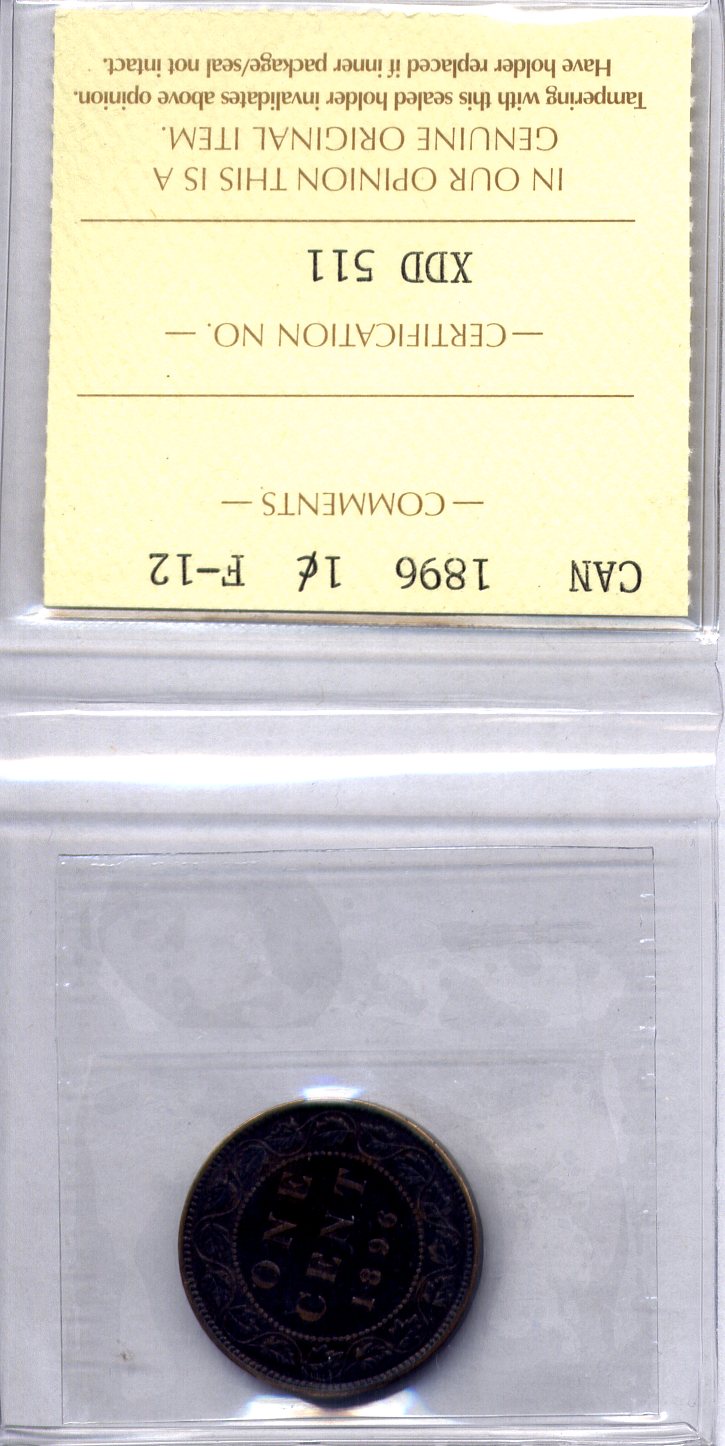 CAN 1896 1¢ F-12
— COMMENTS —
— CERTIFICATION NO. —
XDD 511
IN OUR OPINION THIS IS A
GENUINE ORIGINAL ITEM.
Tampering with this sealed holder invalidates above opinion.
Have holder replaced if inner package/seal not intact.
ONE
CENT
1896